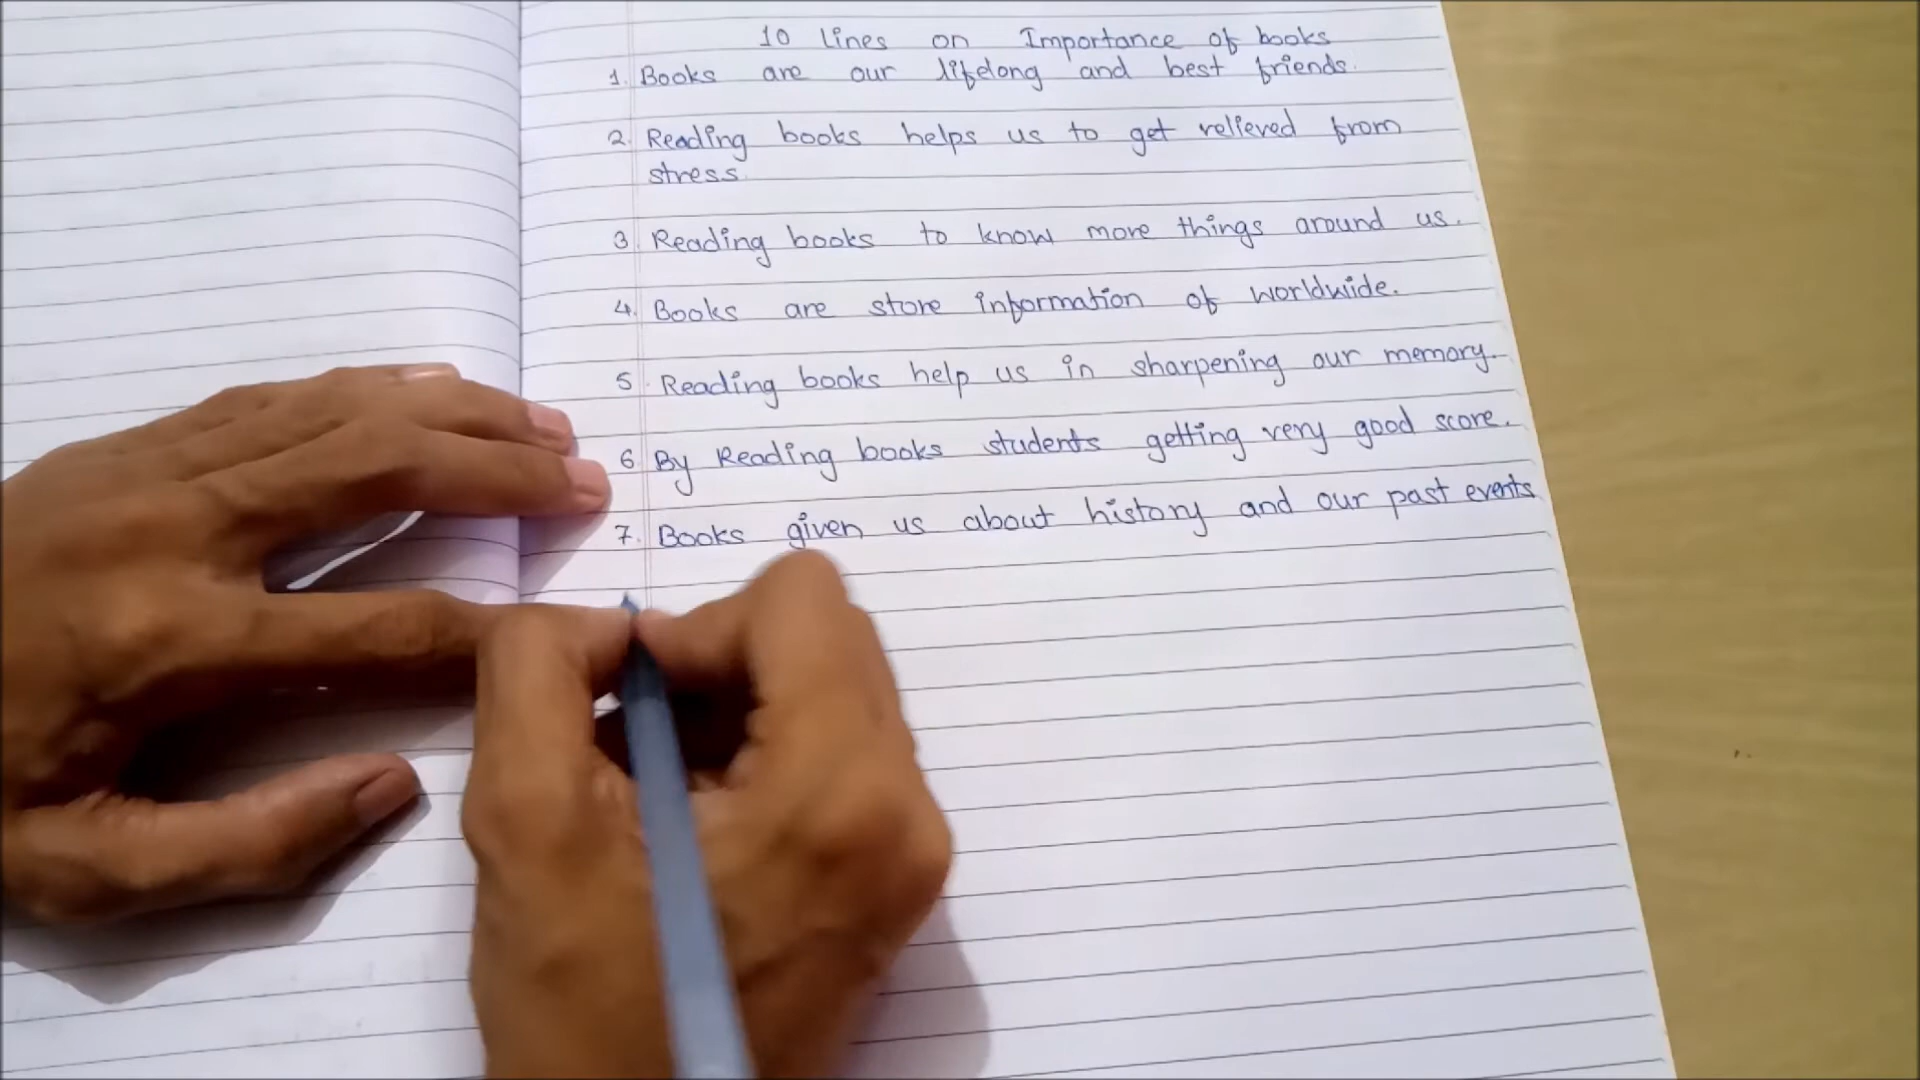 10 lines on Importance of books
1. Books are our lifelong and best friends.
2. Reading books helps us to get relieved from
stress.
3. Reading books to know more things around us.
4. Books are store information of worldwide.
5. Reading books help us in sharpening our memory.
6. By Reading books students getting very good score.
7. Books given us about history and our past events